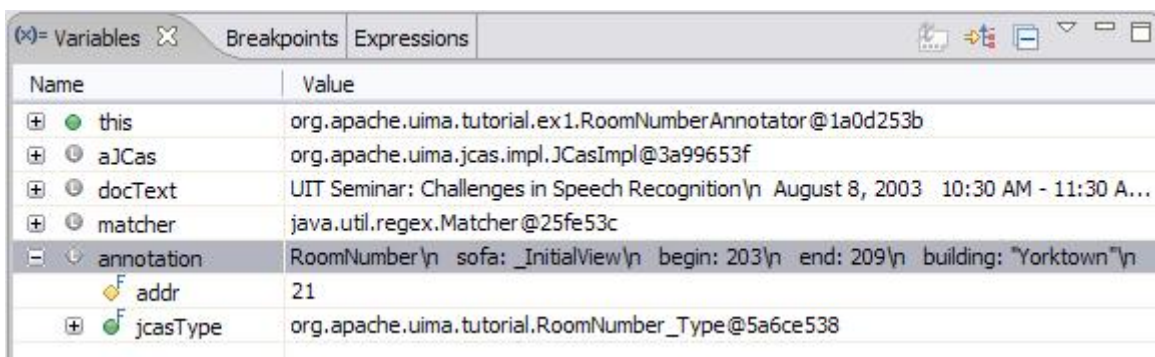 (x)= Variables Breakpoints Expressions
Name Value
this org.apache.uima.tutorial.ex1.RoomNumberAnnotator@1a0d253b
aJCas org.apache.uima.jcas.impl.JCasImpl@3a99653f
docText UIT Seminar: Challenges in Speech Recognition\n August 8, 2003 10:30 AM - 11:30 A...
matcher java.util.regex.Matcher@25fe53c
annotation RoomNumber\n sofa: _InitialView\n begin: 203\n end: 209\n building: "Yorktown"\n
addr 21
jcasType org.apache.uima.tutorial.RoomNumber_Type@5a6ce538